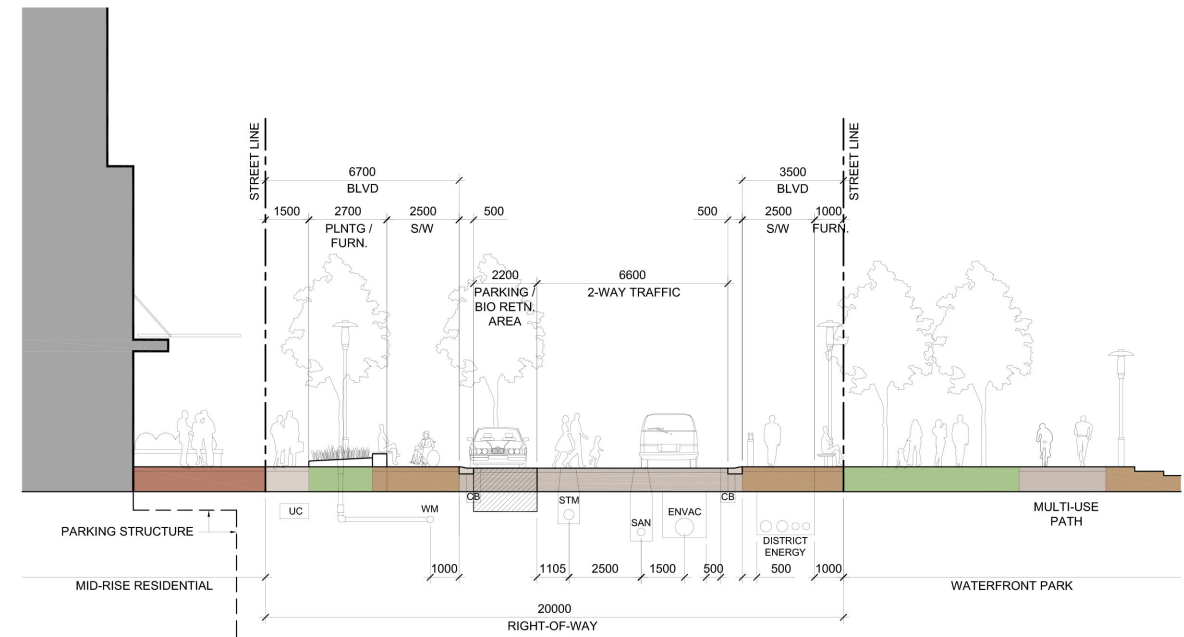 STREET LINE
STREET LINE
6700
BLVD
3500
BLVD
1500
2700
2500
500
500
2500
1000
PLNTG /
FURN.
S/W
S/W
FURN.
2200
6600
PARKING /
BIO RETN.
AREA
2-WAY TRAFFIC
CB
CB
UC
WM
STM
SAN
ENVAC
DISTRICT
ENERGY
MULTI-USE
PATH
PARKING STRUCTURE
1000
1105
2500
1500
500
500
1000
MID-RISE RESIDENTIAL
WATERFRONT PARK
20000
RIGHT-OF-WAY